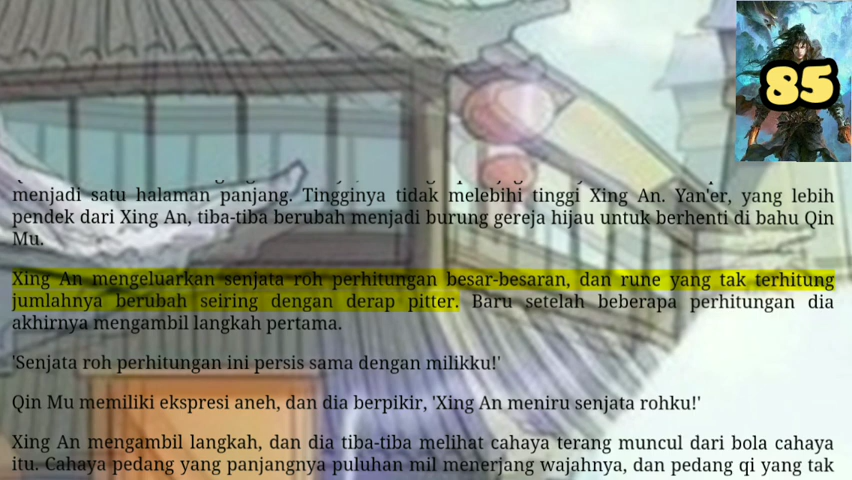 85
menjadi satu halaman panjang. Tingginya tidak melebihi tinggi Xing An. Yan'er, yang lebih
pendek dari Xing An, tiba-tiba berubah menjadi burung gereja hijau untuk berhenti di bahu Qin
Mu.
Xing An mengeluarkan senjata roh perhitungan besar-besaran, dan rune yang tak terhitung
jumlahnya berubah seiring dengan derap pitter. Baru setelah beberapa perhitungan dia
akhirnya mengambil langkah pertama.
'Senjata roh perhitungan ini persis sama dengan milikku!'
Qin Mu memiliki ekspresi aneh, dan dia berpikir, 'Xing An meniru senjata rohku!'
Xing An mengambil langkah, dan dia tiba-tiba melihat cahaya terang muncul dari bola cahaya
itu. Cahaya pedang yang panjangnya puluhan mil menerjang wajahnya, dan pedang qi yang tak